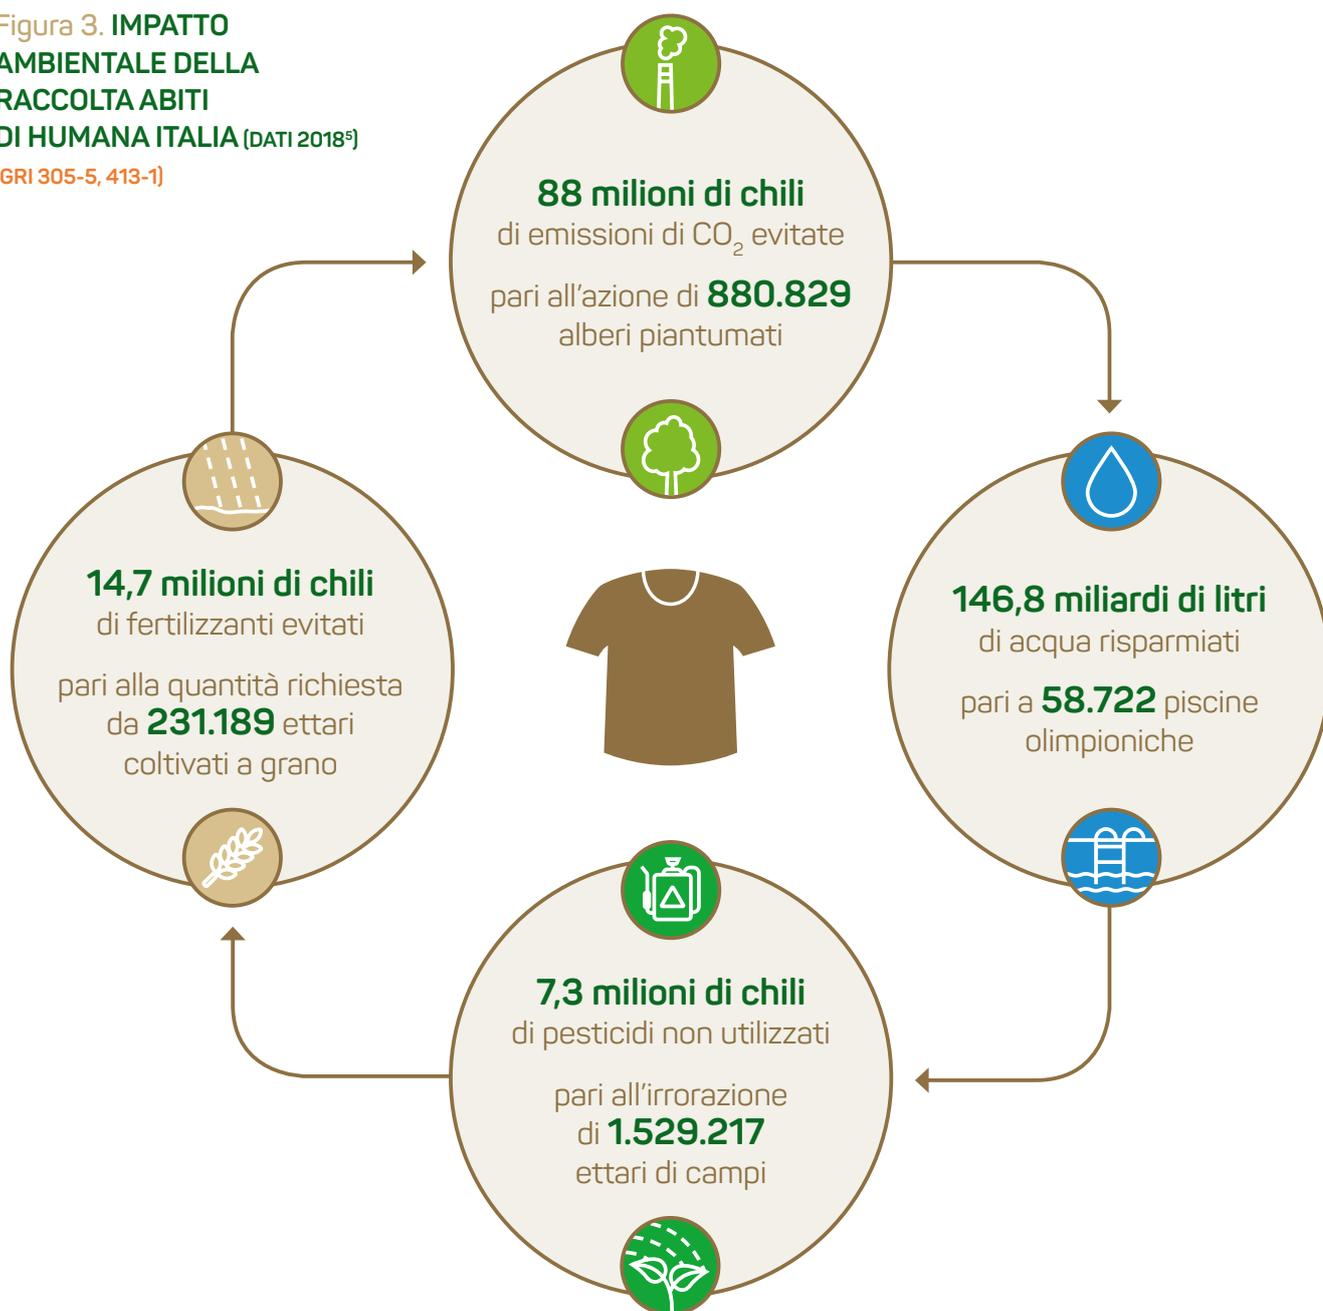 Figura 3. IMPATTO
AMBIENTALE DELLA
RACCOLTA ABITI
DI HUMANA ITALIA (DATI 2018⁵)
(GRI 305-5, 413-1)
88 milioni di chili
di emissioni di CO₂ evitate
pari all'azione di 880.829
alberi piantumati
14,7 milioni di chili
di fertilizzanti evitati
pari alla quantità richiesta
da 231.189 ettari
coltivati a grano
146,8 miliardi di litri
di acqua risparmiati
pari a 58.722 piscine
olimpioniche
7,3 milioni di chili
di pesticidi non utilizzati
pari all'irrorazione
di 1.529.217
ettari di campi